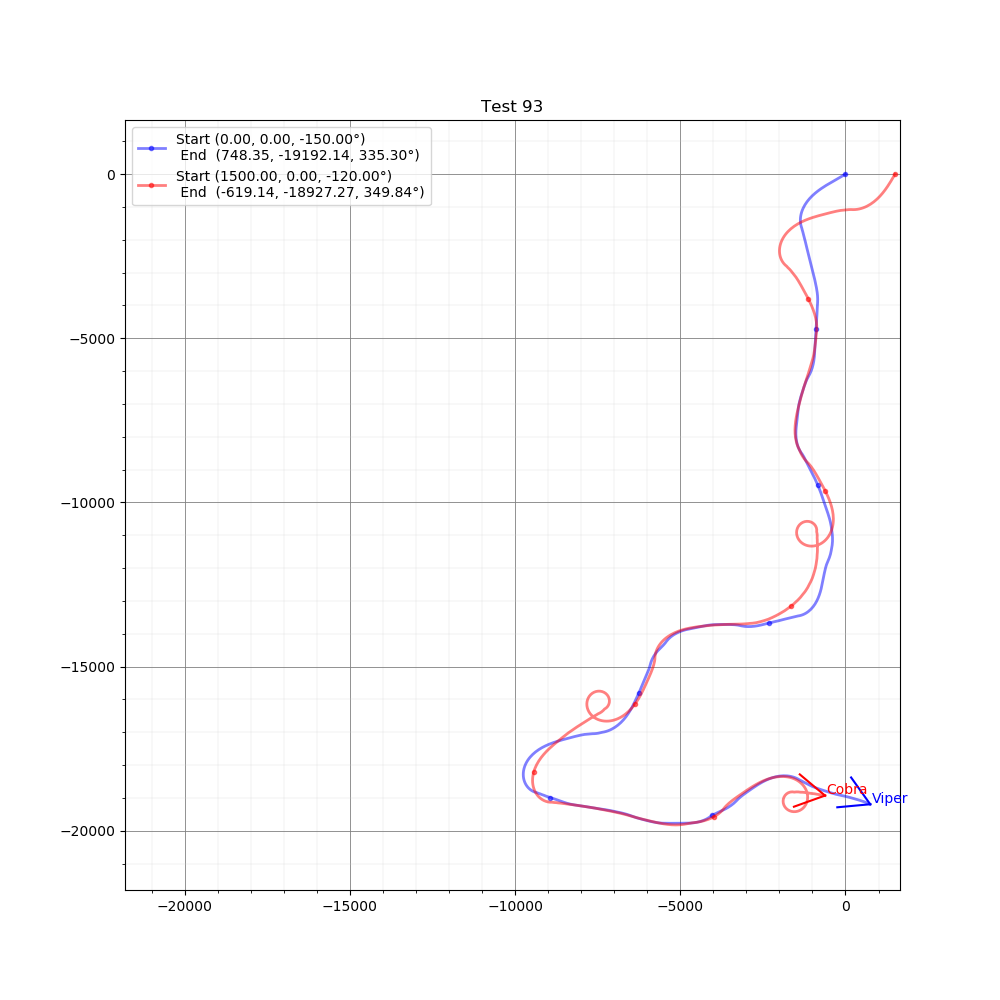 Test 93
Start (0.00, 0.00, -150.00°)
End (748.35, -19192.14, 335.30°)
Start (1500.00, 0.00, -120.00°)
End (-619.14, -18927.27, 349.84°)
0
−5000
−10000
−15000
−20000
Cobra
Viper
−20000 −15000 −10000 −5000 0